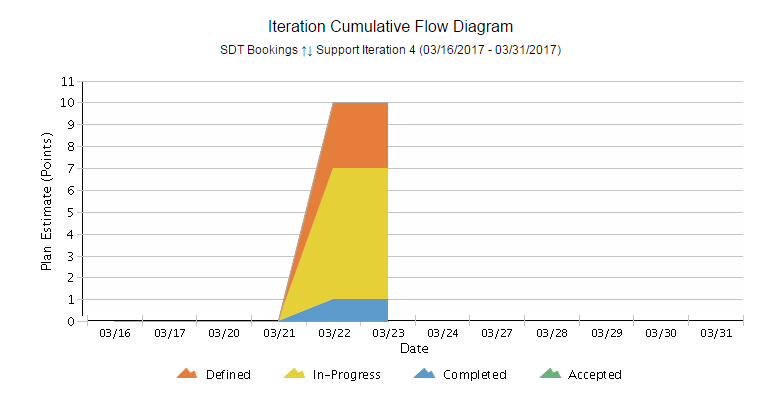 Iteration Cumulative Flow Diagram
SDT Bookings ↑↓ Support Iteration 4 (03/16/2017 - 03/31/2017)
Plan Estimate (Points)
11
10
9
8
7
6
5
4
3
2
1
0
03/16 03/17 03/20 03/21 03/22 03/23 03/24 03/27 03/28 03/29 03/30 03/31
Date
Defined In-Progress Completed Accepted